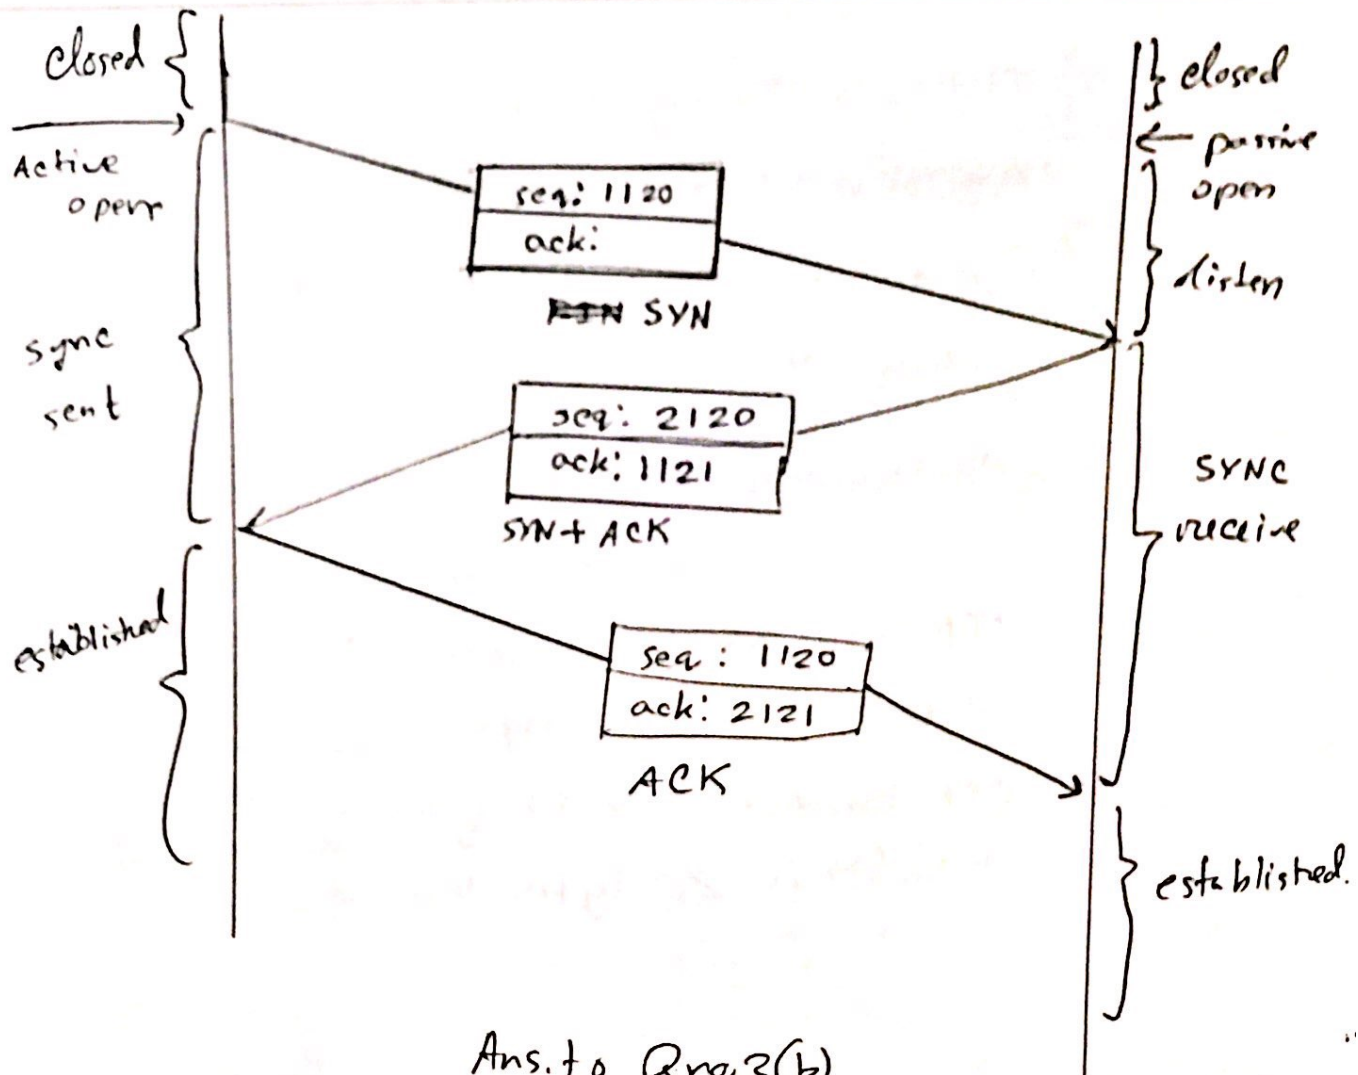 closed
closed
Active
open
passive
open
seq: 1120
ack:
SYN
listen
sync
sent
seq: 2120
ack: 1121
SYN + ACK
SYNC
receive
established
seq: 1120
ack: 2121
ACK
established.
Ans. to Qno 3(b)